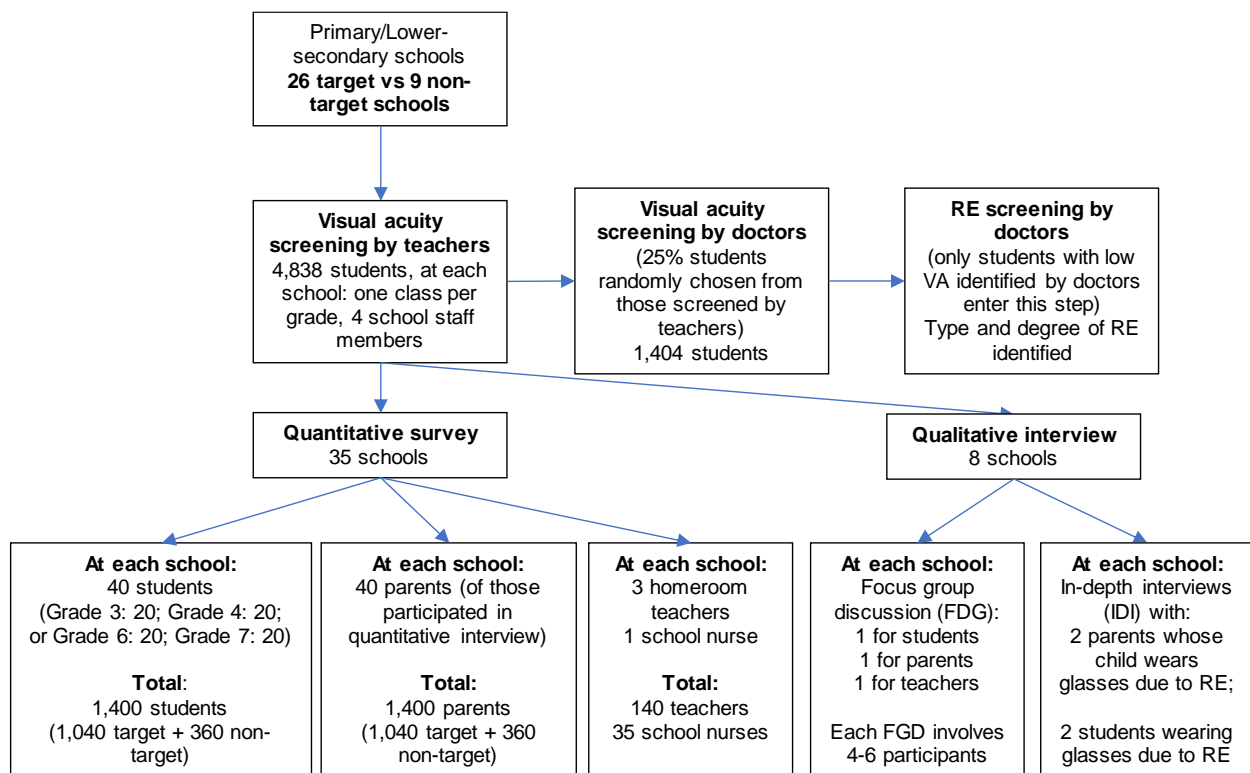 Primary/Lower-
secondary schools
26 target vs 9 non-
target schools
Visual acuity
screening by teachers
4,838 students, at each
school: one class per
grade, 4 school staff
members
Visual acuity
screening by doctors
(25% students
randomly chosen from
those screened by
teachers)
1,404 students
RE screening by
doctors
(only students with low
VA identified by doctors
enter this step)
Type and degree of RE
identified
Quantitative survey
35 schools
Qualitative interview
8 schools
At each school:
40 students
(Grade 3: 20; Grade 4: 20;
or Grade 6: 20; Grade 7: 20)
Total:
1,400 students
(1,040 target + 360 non-
target)
At each school:
40 parents (of those
participated in
quantitative interview)
Total:
1,400 parents
(1,040 target + 360
non-target)
At each school:
3 homeroom
teachers
1 school nurse
Total:
140 teachers
35 school nurses
At each school:
Focus group
discussion (FDG):
1 for students
1 for parents
1 for teachers
Each FGD involves
4-6 participants
At each school:
In-depth interviews
(IDI) with:
2 parents whose
child wears
glasses due to RE;
2 students wearing
glasses due to RE